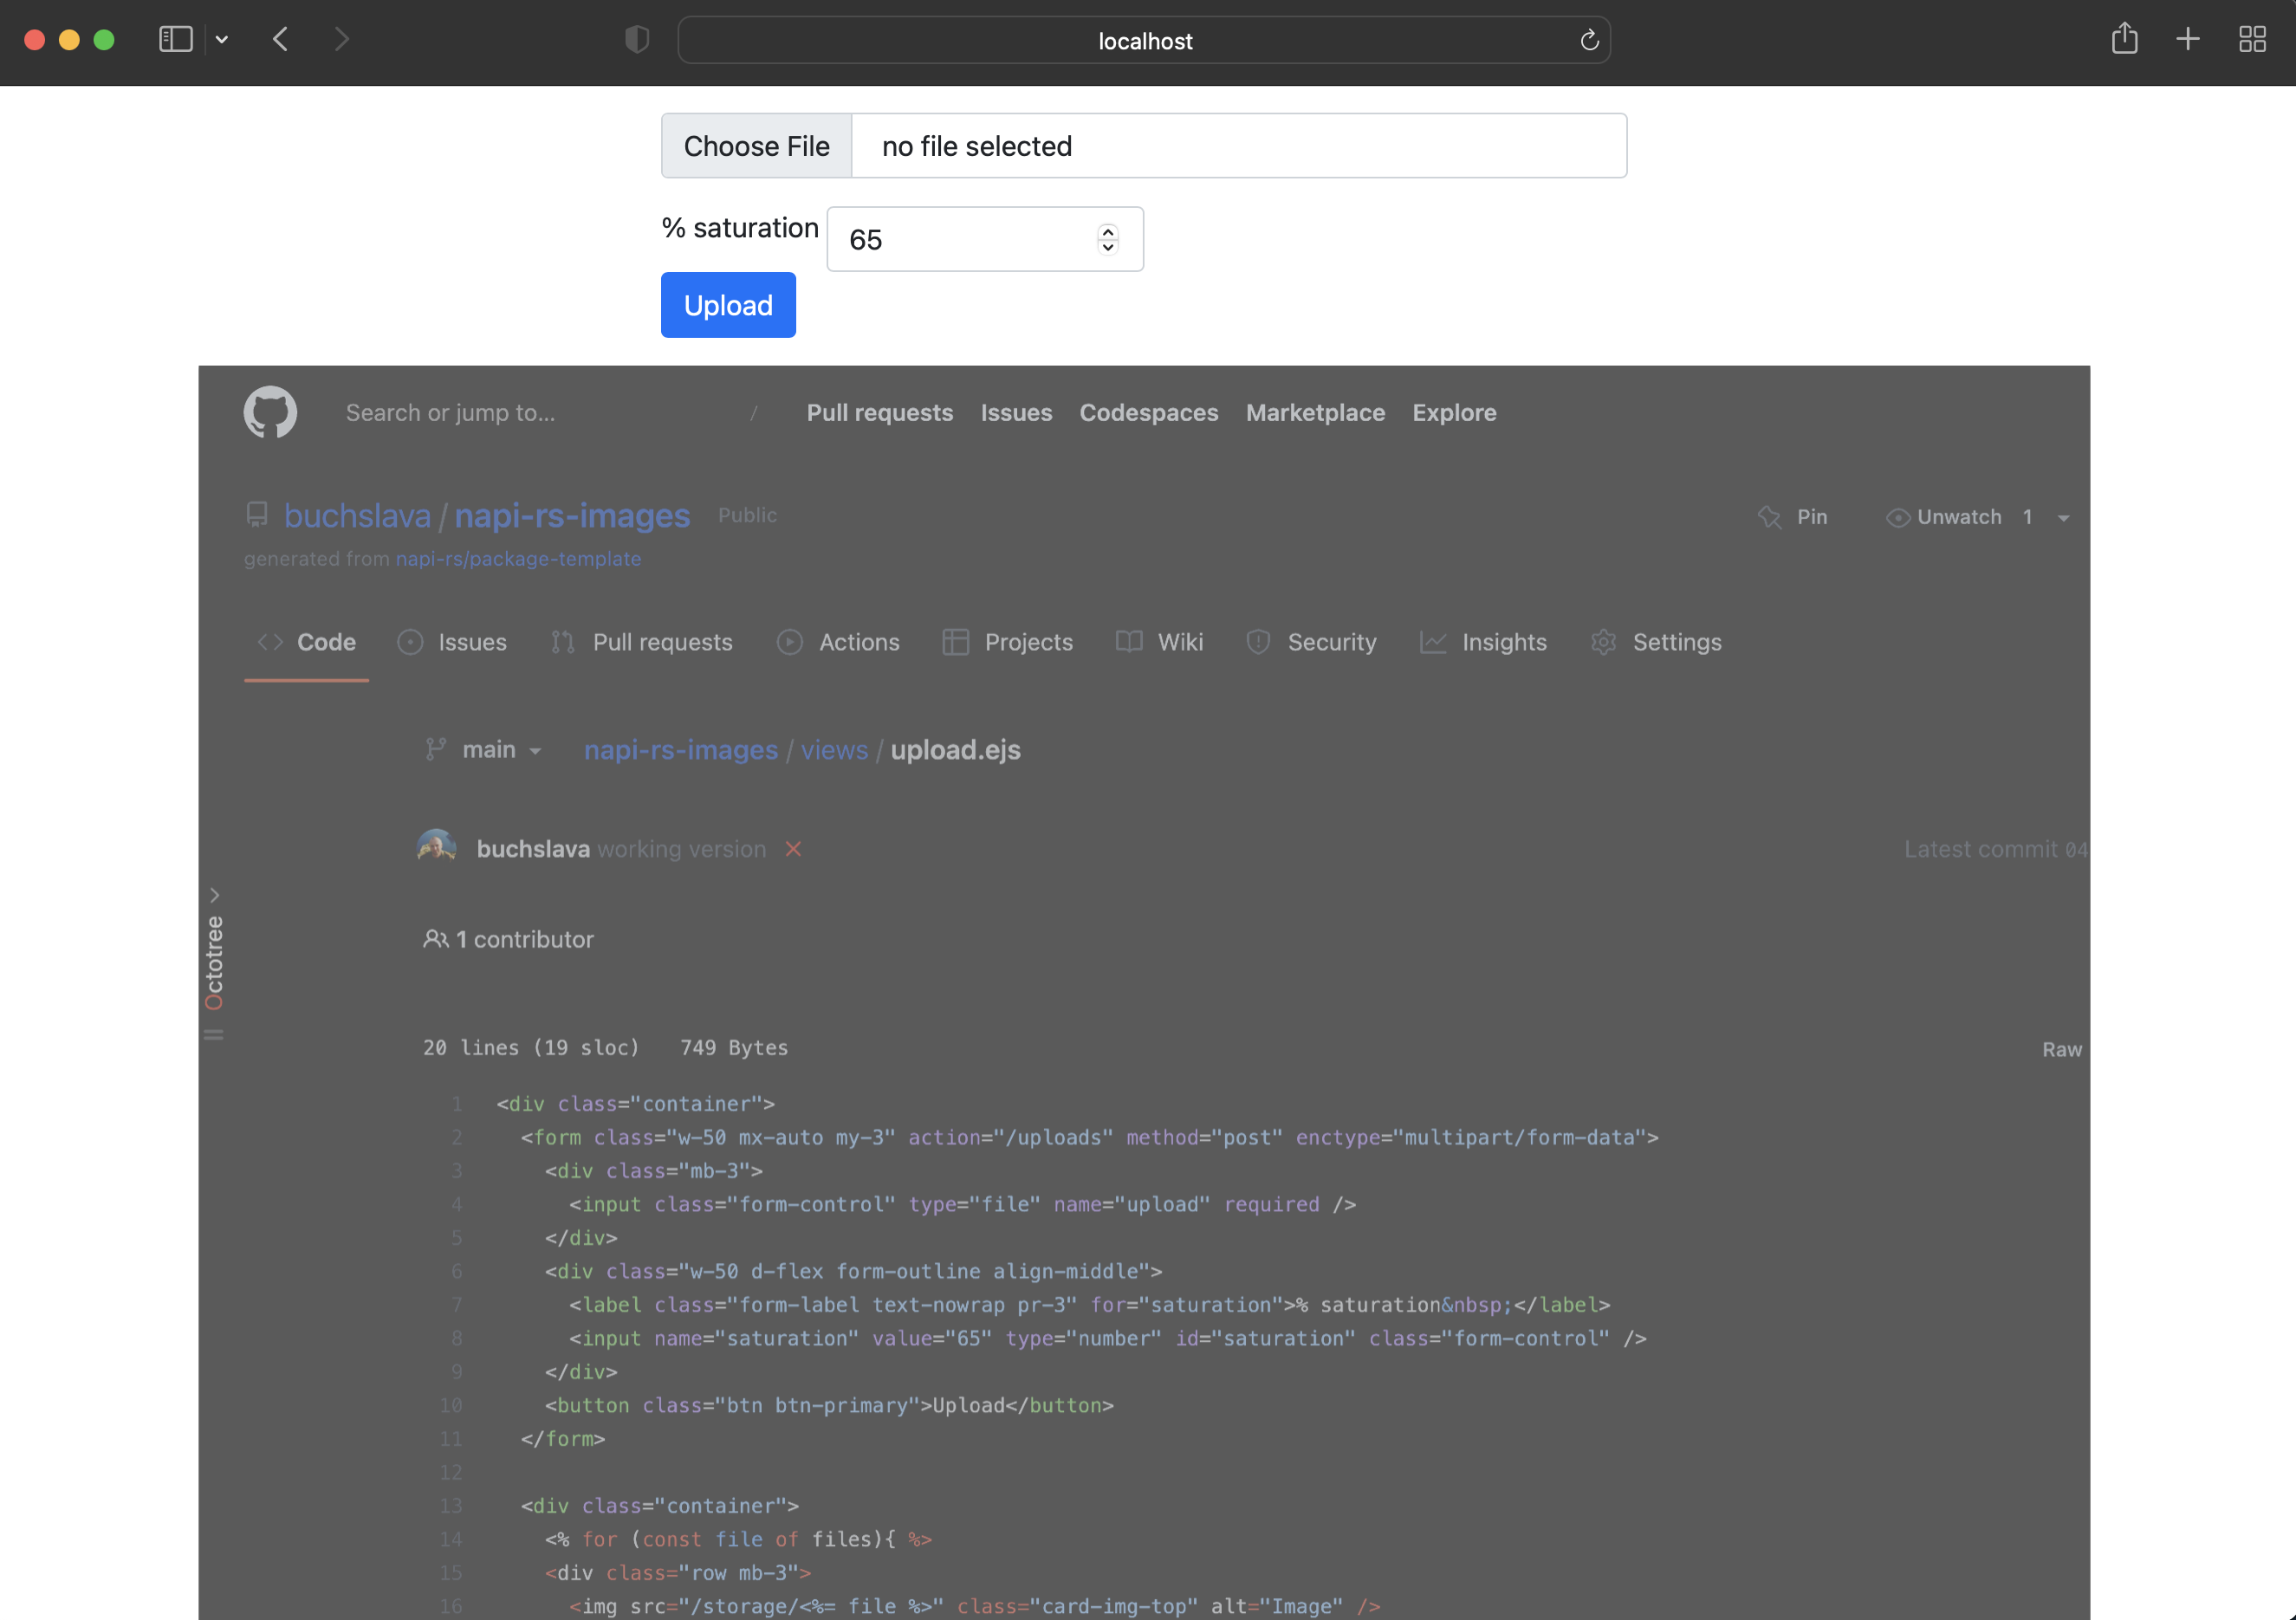 localhost
Choose File no file selected
% saturation 65
Upload
Search or jump to... / Pull requests Issues Codespaces Marketplace Explore
buchslava / napi-rs-images Public
Pin Unwatch 1
generated from napi-rs/package-template
Code Issues Pull requests Actions Projects Wiki Security Insights Settings
main napi-rs-images / views / upload.ejs
buchslava working version Latest commit 04
1 contributor
Octotree
20 lines (19 sloc) 749 Bytes Raw
1 <div class="container">
2 <form class="w-50 mx-auto my-3" action="/uploads" method="post" enctype="multipart/form-data">
3 <div class="mb-3">
4 <input class="form-control" type="file" name="upload" required />
5 </div>
6 <div class="w-50 d-flex form-outline align-middle">
7 <label class="form-label text-nowrap pr-3" for="saturation">% saturation&nbsp;</label>
8 <input name="saturation" value="65" type="number" id="saturation" class="form-control" />
9 </div>
10 <button class="btn btn-primary">Upload</button>
11 </form>
12
13 <div class="container">
14 <% for (const file of files){ %>
15 <div class="row mb-3">
16 <img src="/storage/<%= file %>" class="card-img-top" alt="Image" />